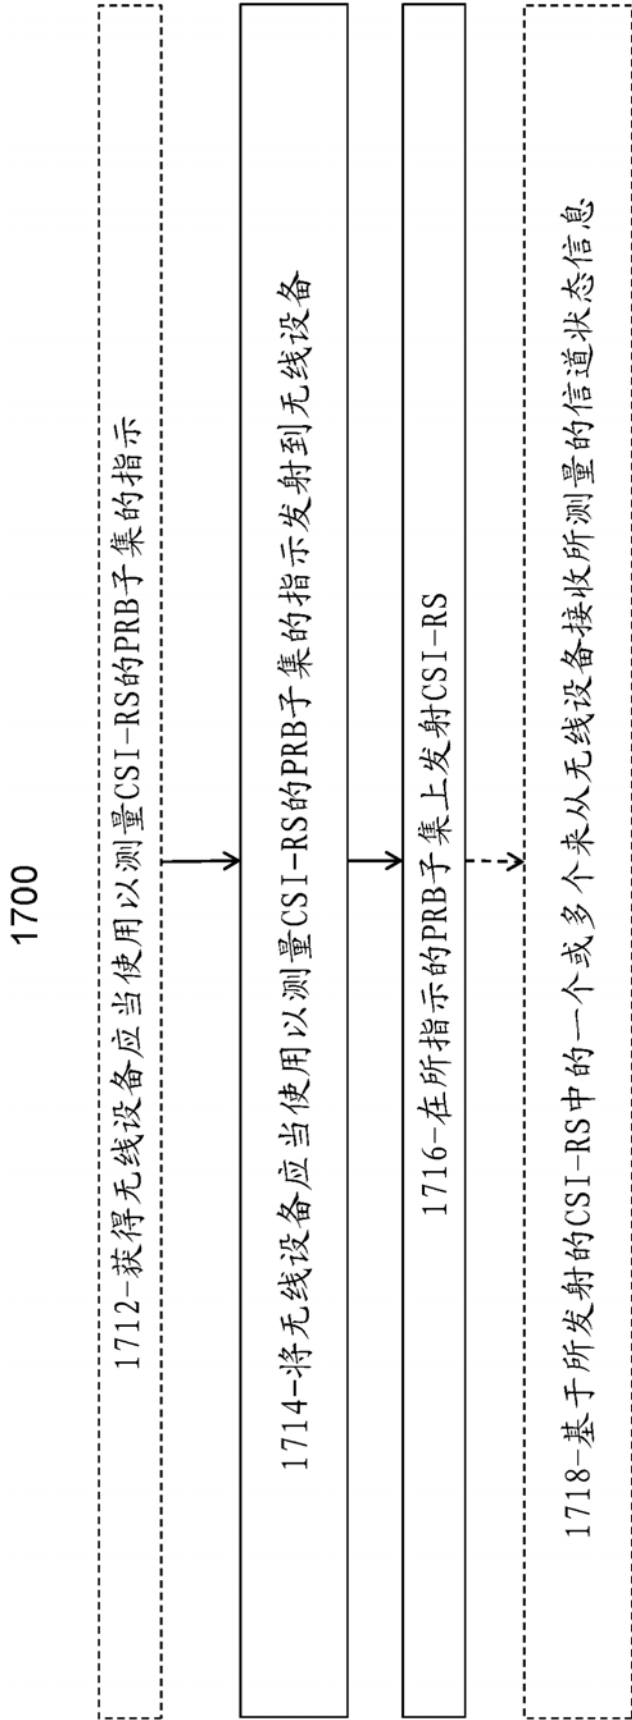 1700
1712-获得无线设备应当使用以测量CSI-RS的PRB子集的指示
1714-将无线设备应当使用以测量CSI-RS的PRB子集的指示发射到无线设备
1716-在所指示的PRB子集上发射CSI-RS
1718-基于所发射的CSI-RS中的一个或多个来从无线设备接收所测量的信道状态信息